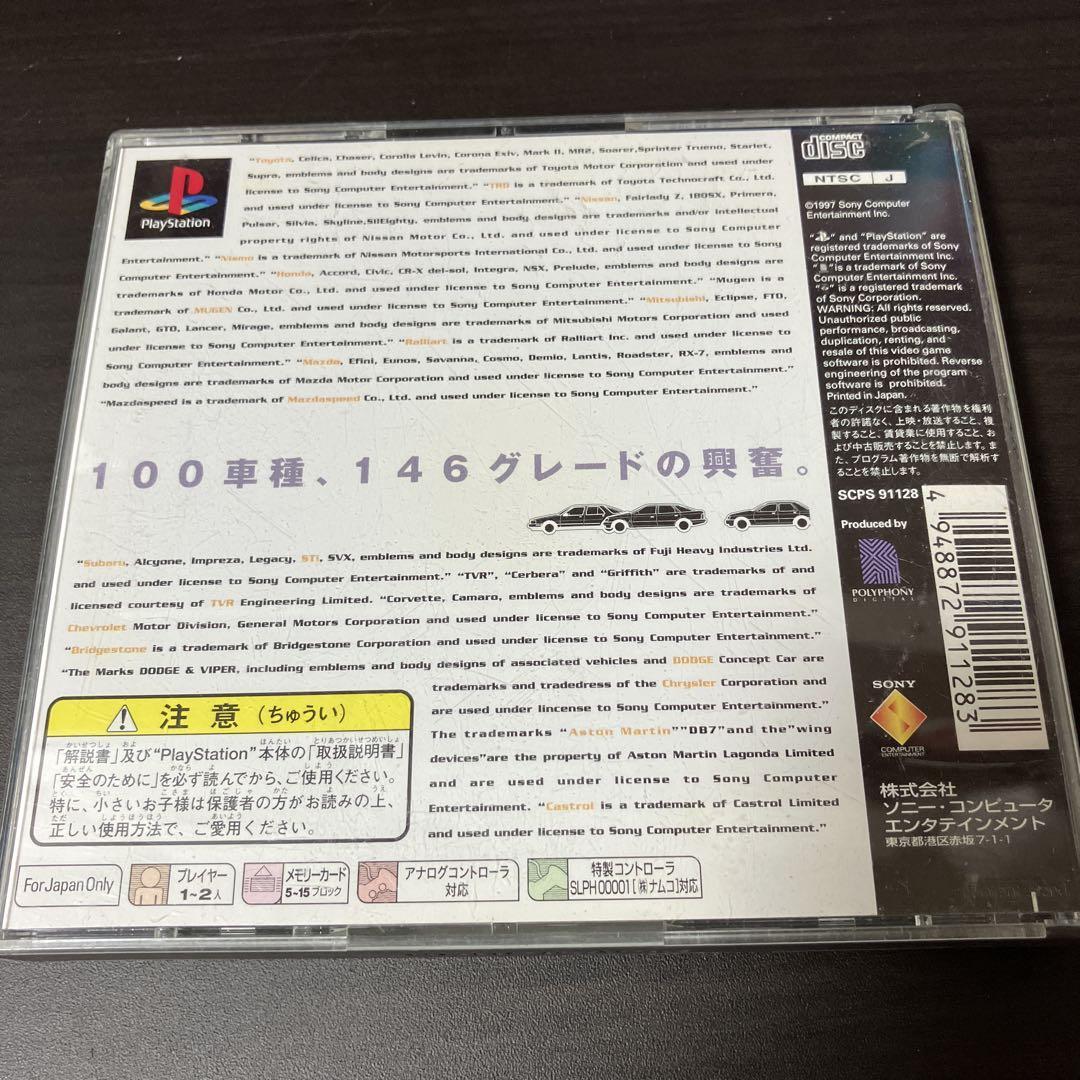 PlayStation
“Toyota, Celica, Chaser, Corolla Levin, Corona Exiv, Mark II, MR2, Soarer,Sprinter Trueno, Starlet,
Supra, emblems and body designs are trademarks of Toyota Motor Corporation and used under
license to Sony Computer Entertainment.” “TRD is a trademark of Toyota Technocraft Co., Ltd.
and used under license to Sony Computer Entertainment.” “Nissan, Fairlady Z, 180SX, Primera,
Pulsar, Silvia, Skyline,SilEighty, emblems and body designs are trademarks and/or intellectual
property rights of Nissan Motor Co., Ltd. and used under license to Sony Computer
Entertainment.” “Nismo is a trademark of Nissan Motorsports International Co., Ltd. and used under license to Sony
Computer Entertainment.” “Honda, Accord, Civic, CR-X del-sol, Integra, NSX, Prelude, emblems and body designs are
trademarks of Honda Motor Co., Ltd. and used under license to Sony Computer Entertainment.” “Mugen is a
trademark of MUGEN Co., Ltd. and used under license to Sony Computer Entertainment.” “Mitsubishi, Eclipse, FTO,
Galant, GTO, Lancer, Mirage, emblems and body designs are trademarks of Mitsubishi Motors Corporation and used
under license to Sony Computer Entertainment.” “Ralliart is a trademark of Ralliart Inc. and used under license to
Sony Computer Entertainment.” “Mazda, Efini, Eunos, Savanna, Cosmo, Demio, Lantis, Roadster, RX-7, emblems and
body designs are trademarks of Mazda Motor Corporation and used under license to Sony Computer Entertainment.”
“Mazdaspeed is a trademark of Mazdaspeed Co., Ltd. and used under license to Sony Computer Entertainment.”
100車種、146グレードの興奮。
“Subaru, Alcyone, Impreza, Legacy, STi, SVX, emblems and body designs are trademarks of Fuji Heavy Industries Ltd.
and used under license to Sony Computer Entertainment.” “TVR”, “Cerbera” and “Griffith” are trademarks of and
licensed courtesy of TVR Engineering Limited. “Corvette, Camaro, emblems and body designs are trademarks of
Chevrolet Motor Division, General Motors Corporation and used under license to Sony Computer Entertainment.”
“Bridgestone is a trademark of Bridgestone Corporation and used under license to Sony Computer Entertainment.”
“The Marks DODGE & VIPER, including emblems and body designs of associated vehicles and DODGE Concept Car are
trademarks and tradedress of the Chrysler Corporation and
are used under lincense to Sony Computer Entertainment.
The trademarks “Aston Martin”“DB7”and the“wing
devices”are the property of Aston Martin Lagonda Limited
and are used under license to Sony Computer
Entertainment. “Castrol is a trademark of Castrol Limited
and used under license to Sony Computer Entertainment.”
注意（ちゅうい）
「解説書」及び“PlayStation”本体の「取扱説明書」
「安全のために」を必ず読んでから、ご使用ください。
特に、小さいお子様は保護者の方がお読みの上、
正しい使用方法で、ご愛用ください。
For Japan Only
プレイヤー
1~2人
メモリーカード
5~15ブロック
アナログコントローラ
対応
特製コントローラ
SLPH 00001[㈱ナムコ]対応
COMPACT
disc
NTSC J
©1997 Sony Computer
Entertainment Inc.
“ ” and “PlayStation” are
registered trademarks of Sony
Computer Entertainment Inc.
“ ”is a trademark of Sony
Computer Entertainment Inc.
“ ” is a registered trademark
of Sony Corporation.
WARNING: All rights reserved.
Unauthorized public
performance, broadcasting,
duplication, renting, and
resale of this video game
software is prohibited. Reverse
engineering of the program
software is prohibited.
Printed in Japan.
このディスクに含まれる著作物を権利
者の許諾なく、上映・放送すること、複
製すること、賃貸業に使用すること、お
よび中古販売することを禁止します。ま
た、プログラム著作物を無断で解析す
ることを禁止します。
SCPS 91128
4 948872 911283
Produced by
POLYPHONY
DIGITAL
SONY
COMPUTER
ENTERTAINMENT
株式会社
ソニー・コンピュータ
エンタテインメント
東京都港区赤坂7-1-1